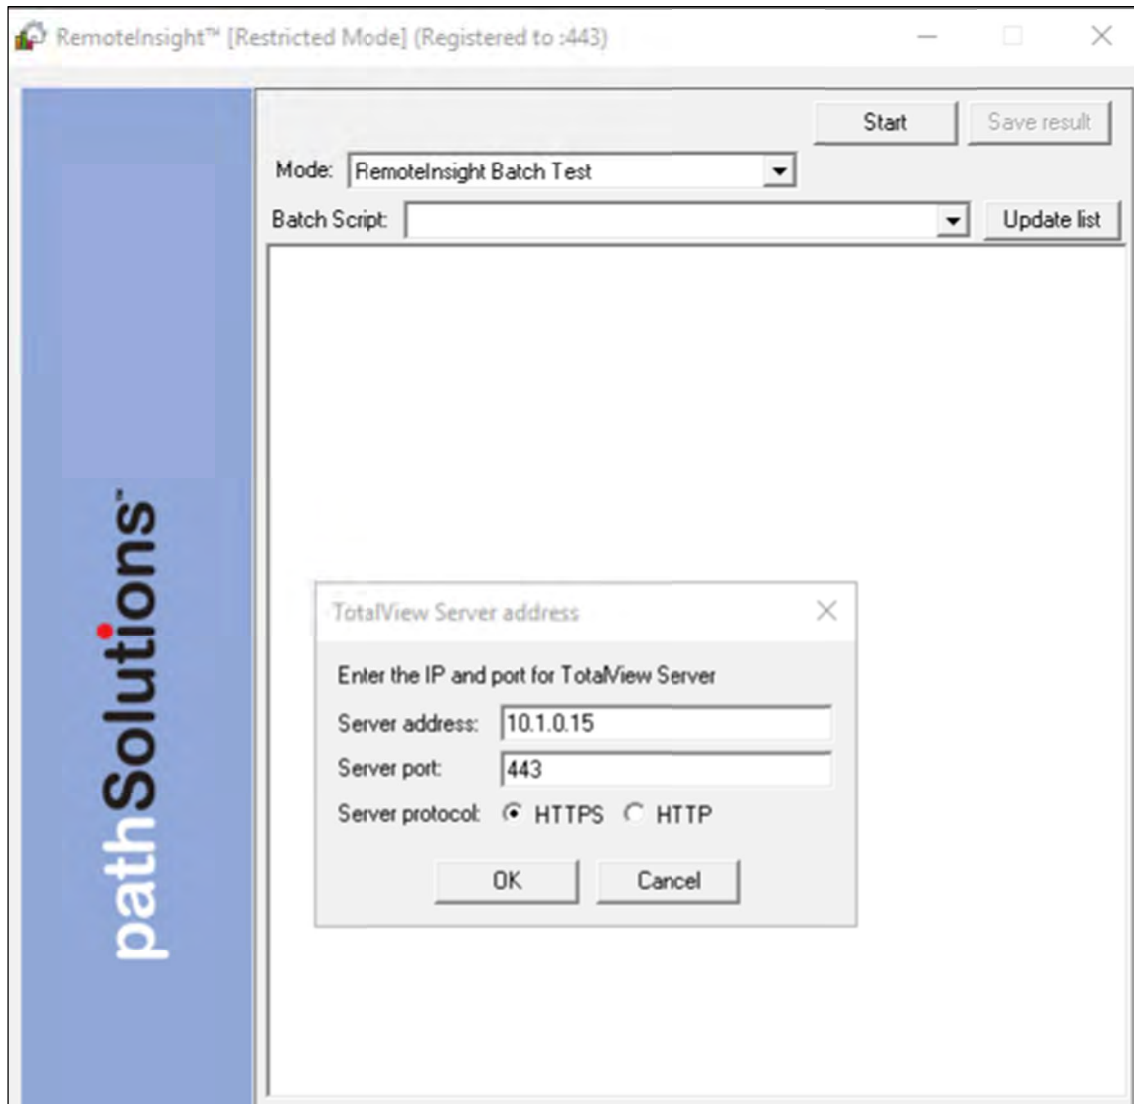 RemoteInsight™ [Restricted Mode] (Registered to :443)
Start Save result
Mode: RemoteInsight Batch Test
Batch Script: Update list
pathSolutions™
TotalView Server address
Enter the IP and port for TotalView Server
Server address: 10.1.0.15
Server port: 443
Server protocol: HTTPS HTTP
OK Cancel